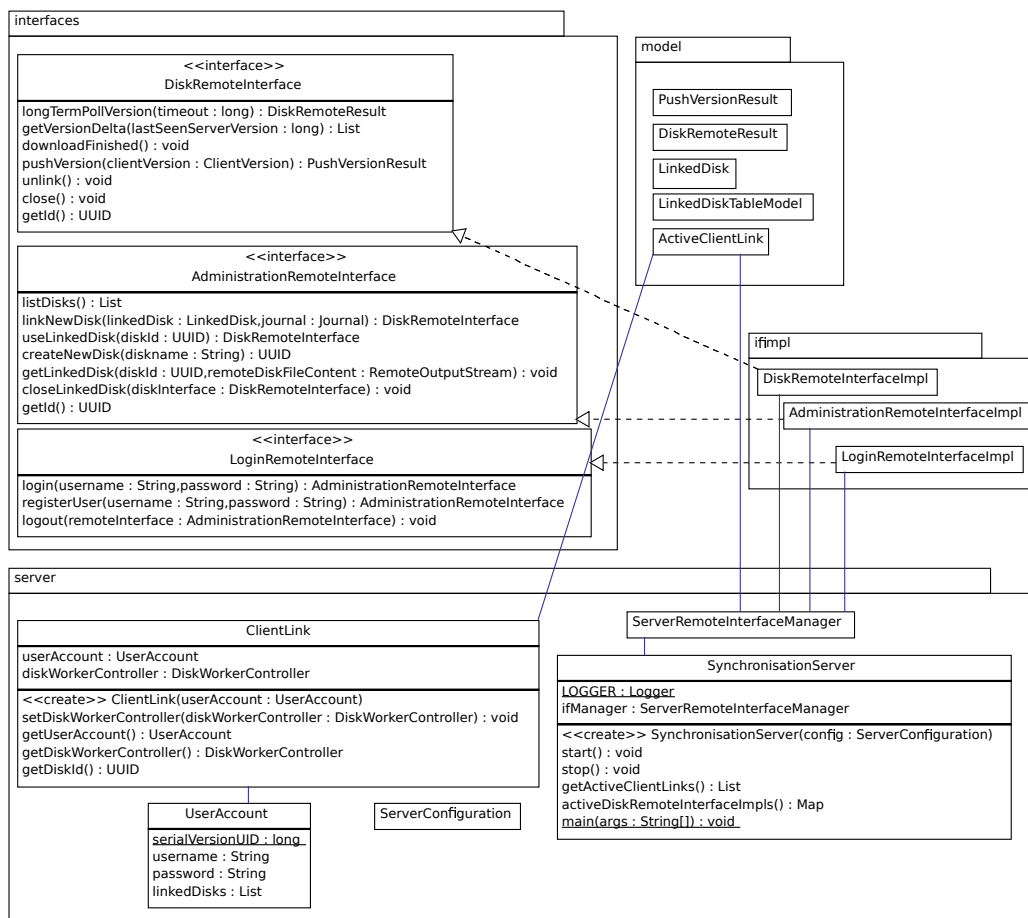 interfaces
<<interface>>
DiskRemoteInterface
longTermPollVersion(timeout : long) : DiskRemoteResult
getVersionDelta(lastSeenServerVersion : long) : List
downloadFinished() : void
pushVersion(clientVersion : ClientVersion) : PushVersionResult
unlink() : void
close() : void
getId() : UUID
<<interface>>
AdministrationRemoteInterface
listDisks() : List
linkNewDisk(linkedDisk : LinkedDisk,journal : Journal) : DiskRemoteInterface
useLinkedDisk(diskId : UUID) : DiskRemoteInterface
createNewDisk(diskname : String) : UUID
getLinkedDisk(diskId : UUID,remoteDiskFileContent : RemoteOutputStream) : void
closeLinkedDisk(diskInterface : DiskRemoteInterface) : void
getId() : UUID
<<interface>>
LoginRemoteInterface
login(username : String,password : String) : AdministrationRemoteInterface
registerUser(username : String,password : String) : AdministrationRemoteInterface
logout(remoteInterface : AdministrationRemoteInterface) : void
model
PushVersionResult
DiskRemoteResult
LinkedDisk
LinkedDiskTableModel
ActiveClientLink
ifimpl
DiskRemoteInterfaceImpl
AdministrationRemoteInterfaceImpl
LoginRemoteInterfaceImpl
server
ClientLink
userAccount : UserAccount
diskWorkerController : DiskWorkerController
<<create>> ClientLink(userAccount : UserAccount)
setDiskWorkerController(diskWorkerController : DiskWorkerController) : void
getUserAccount() : UserAccount
getDiskWorkerController() : DiskWorkerController
getDiskId() : UUID
UserAccount
serialVersionUID : long
username : String
password : String
linkedDisks : List
ServerConfiguration
ServerRemoteInterfaceManager
SynchronisationServer
LOGGER : Logger
ifManager : ServerRemoteInterfaceManager
<<create>> SynchronisationServer(config : ServerConfiguration)
start() : void
stop() : void
getActiveClientLinks() : List
activeDiskRemoteInterfaceImpls() : Map
main(args : String[]) : void